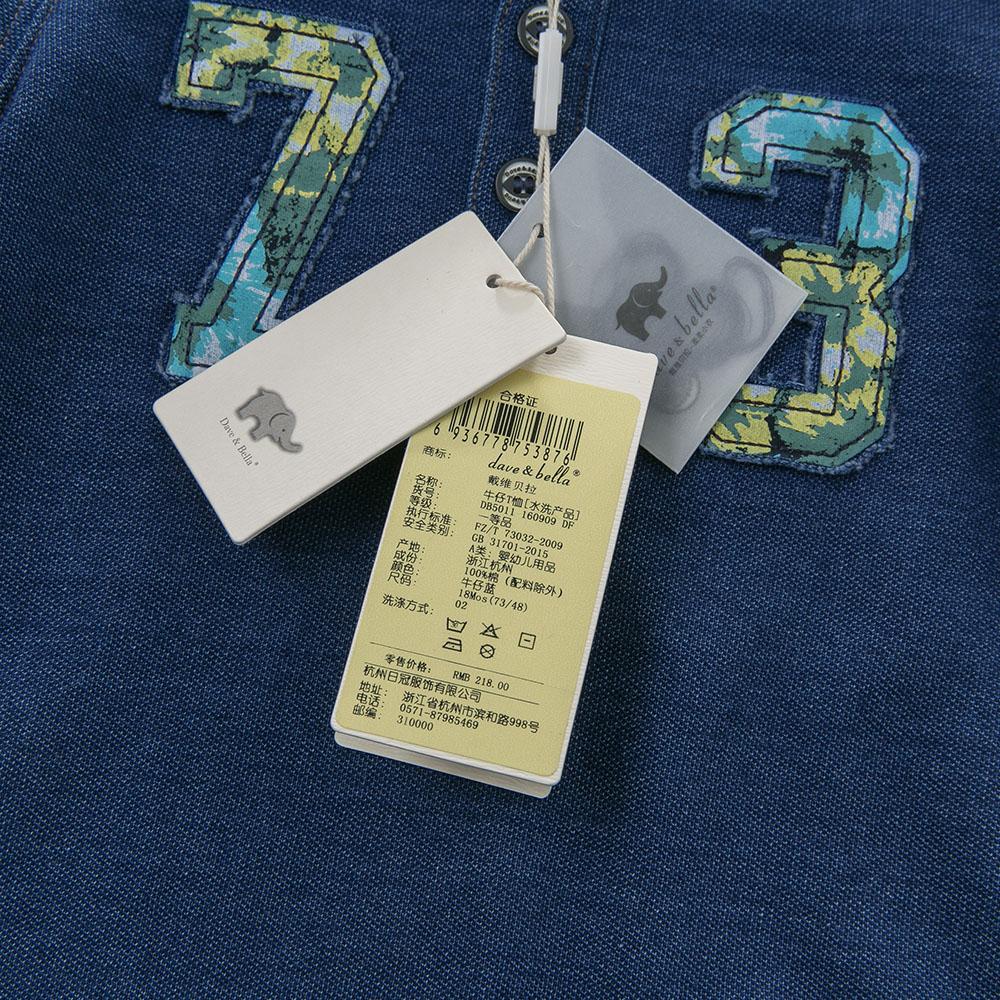 7
3
Dave & Bella®
dave & bella®
合格证
6 936778 753876
商标: dave & bella®
戴维贝拉
名称: 牛仔T恤[水洗产品]
货号: DB5011 160909 DF
等级: 一等品
执行标准: FZ/T 73032-2009
GB 31701-2015
安全类别: A类: 婴幼儿用品
产地: 浙江杭州
成份: 100%棉 (配料除外)
颜色: 牛仔蓝
尺码: 18Mos(73/48)
洗涤方式: 02
零售价格: RMB 218.00
杭州日冠服饰有限公司
地址: 浙江省杭州市滨和路998号
电话: 0571-87985469
邮编: 310000